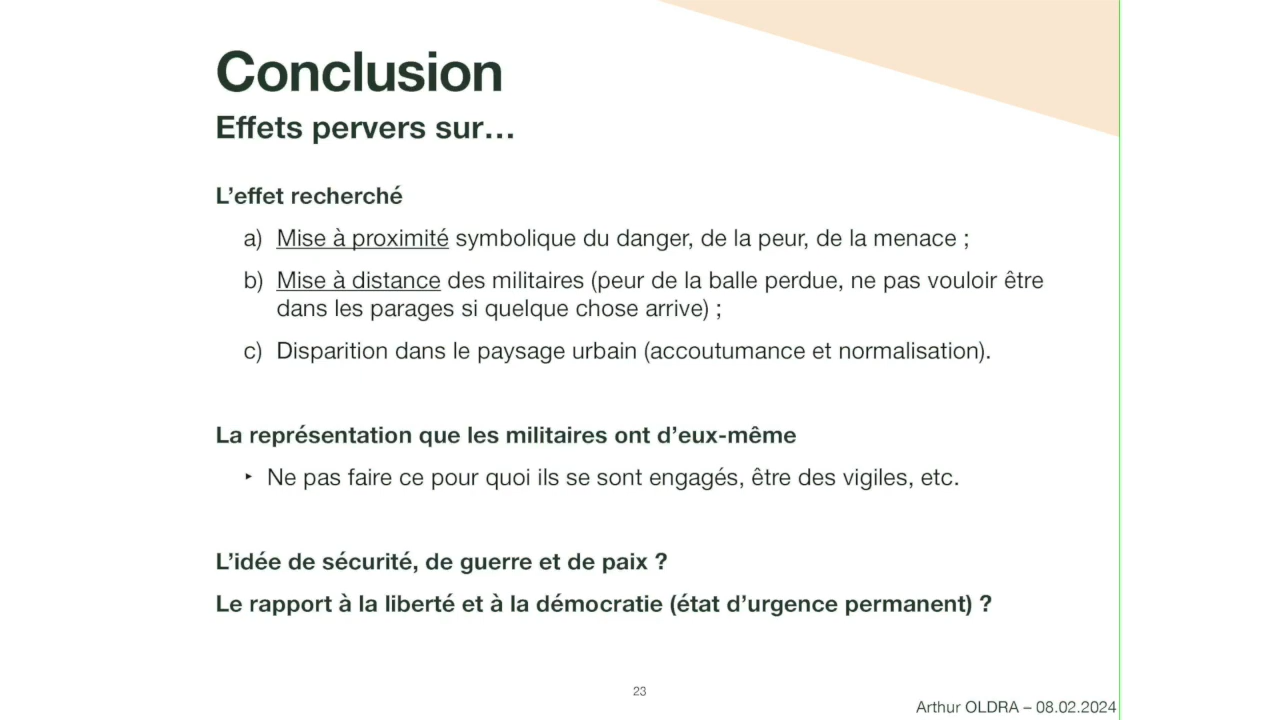 Conclusion
Effets pervers sur…
L’effet recherché
a) Mise à proximité symbolique du danger, de la peur, de la menace ;
b) Mise à distance des militaires (peur de la balle perdue, ne pas vouloir être
dans les parages si quelque chose arrive) ;
c) Disparition dans le paysage urbain (accoutumance et normalisation).
La représentation que les militaires ont d’eux-même
‣ Ne pas faire ce pour quoi ils se sont engagés, être des vigiles, etc.
L’idée de sécurité, de guerre et de paix ?
Le rapport à la liberté et à la démocratie (état d’urgence permanent) ?
23
Arthur OLDRA – 08.02.2024